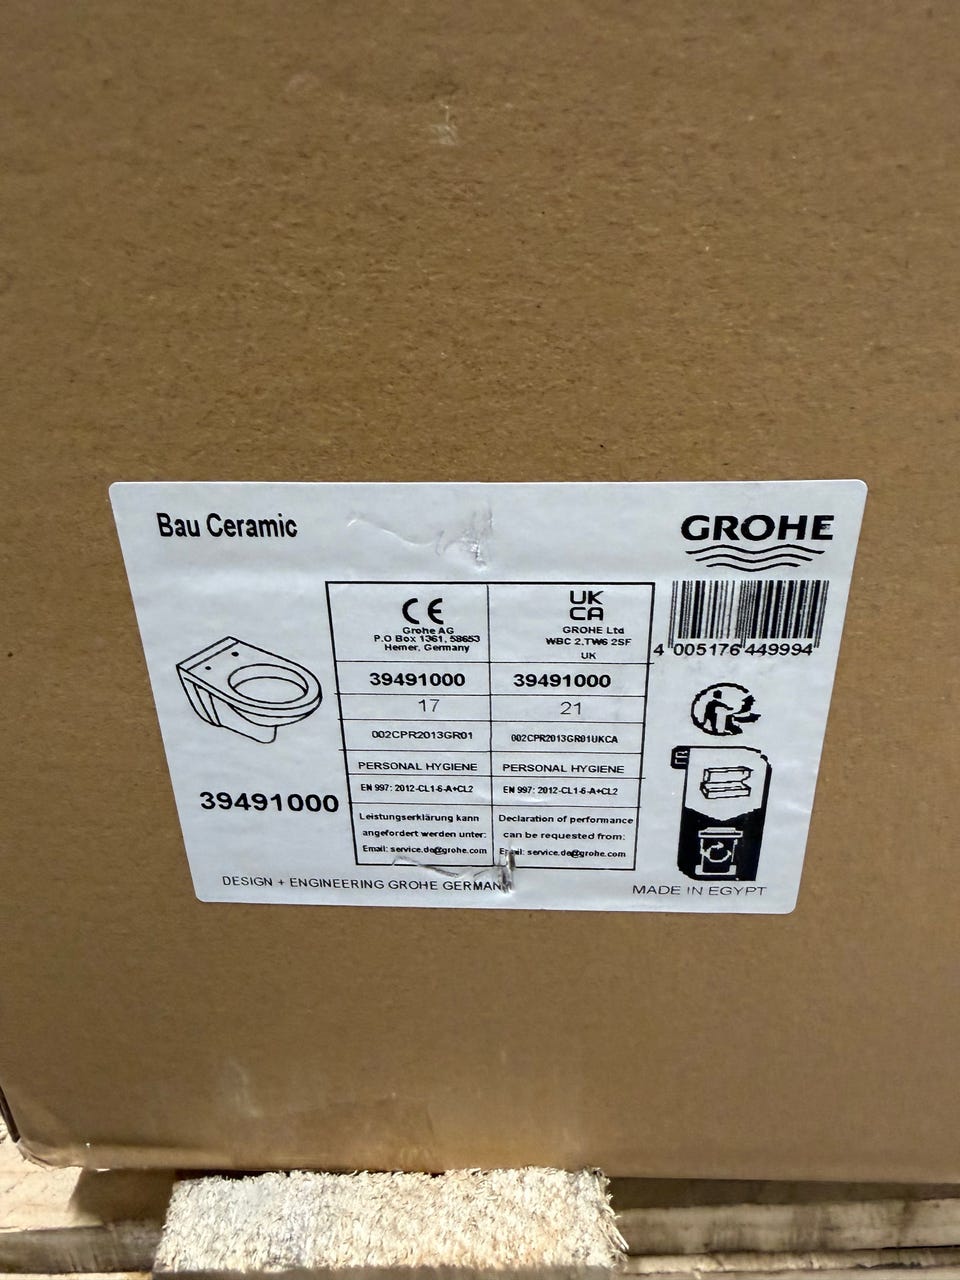 Bau Ceramic
GROHE
CE
Grohe AG
P.O Box 1361, 58653
Hemer, Germany
UK
CA
GROHE Ltd
WBC 2,TW6 2SF
UK
4 005176 449994
39491000
39491000
17
21
002CPR2013GR01
002CPR2013GR01UKCA
PERSONAL HYGIENE
PERSONAL HYGIENE
EN 997: 2012-CL1-6-A+CL2
EN 997: 2012-CL1-6-A+CL2
Leistungserklärung kann
angefordert werden unter:
Email: service.de@grohe.com
Declaration of performance
can be requested from:
Email: service.de@grohe.com
39491000
FR
DESIGN + ENGINEERING GROHE GERMANY
MADE IN EGYPT